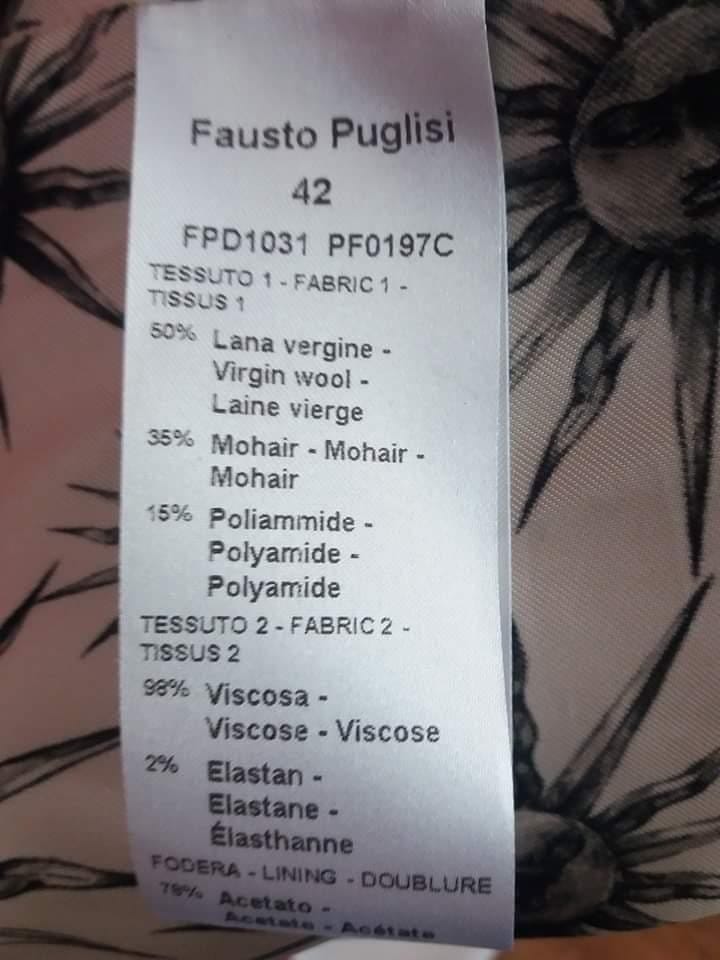 Fausto Puglisi
42
FPD1031 PF0197C
TESSUTO 1 - FABRIC 1 -
TISSUS 1
50% Lana vergine -
Virgin wool -
Laine vierge
35% Mohair - Mohair -
Mohair
15% Poliammide -
Polyamide -
Polyamide
TESSUTO 2 - FABRIC 2 -
TISSUS 2
98% Viscosa -
Viscose - Viscose
2% Elastan -
Elastane -
Élasthanne
FODERA - LINING - DOUBLURE
Acetato -
Acetate - Acétate